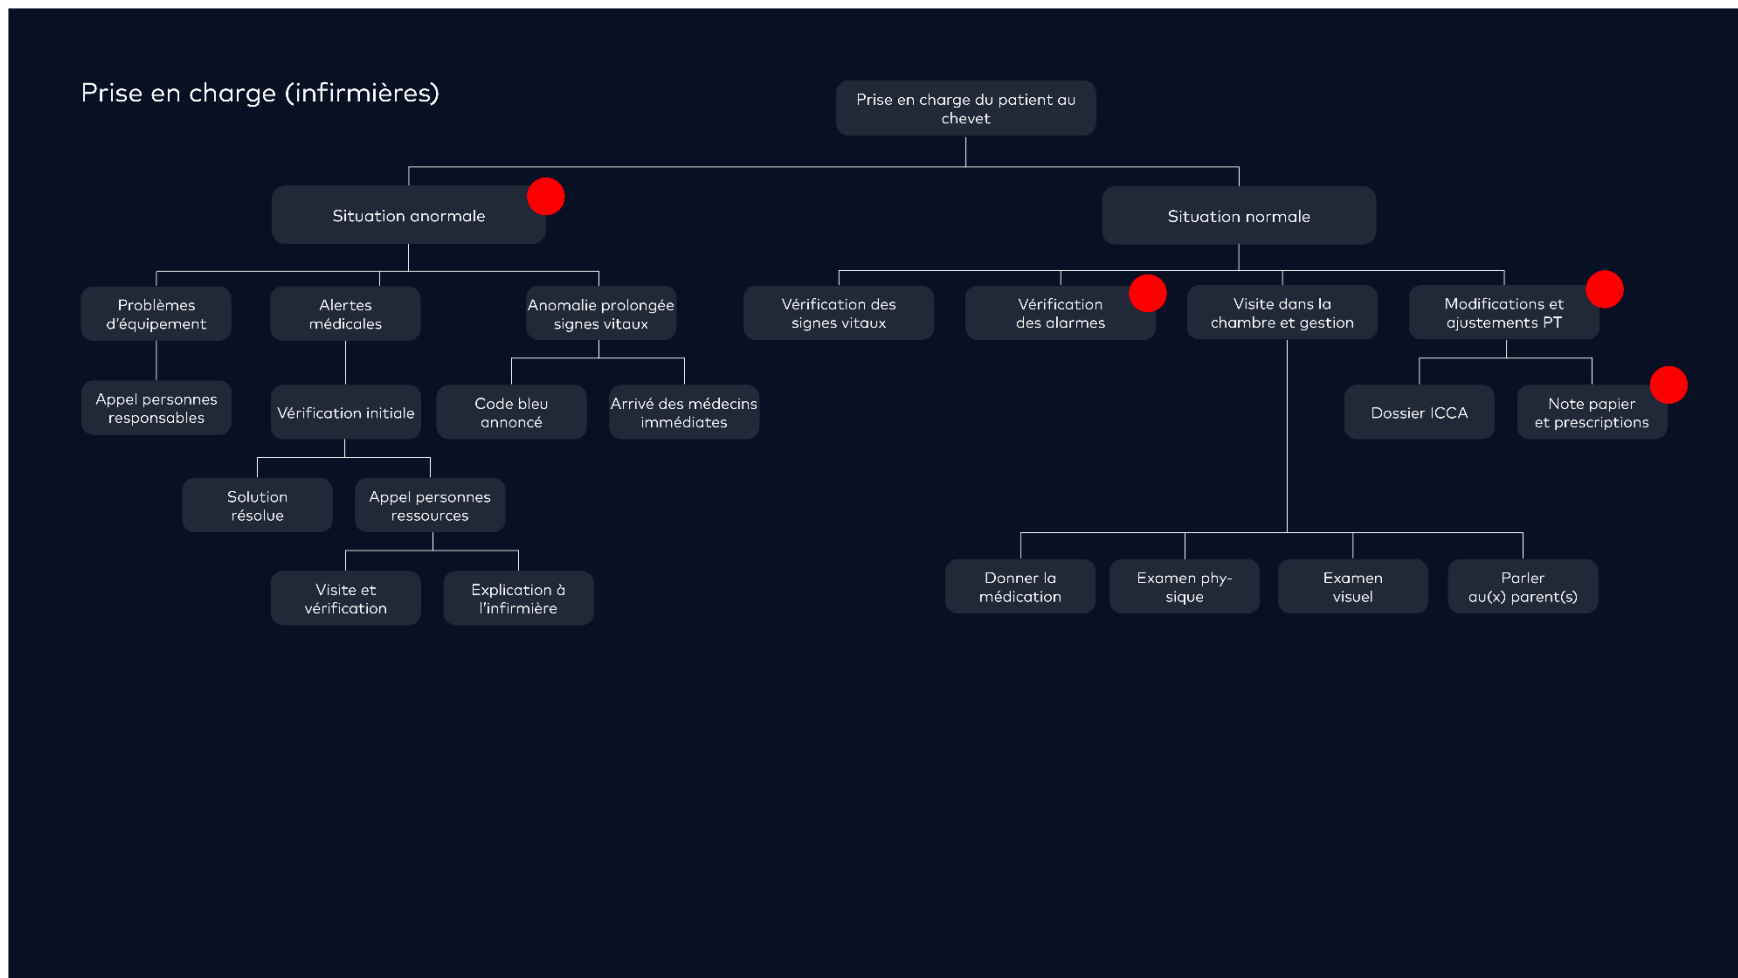 Prise en charge (infirmières)
Prise en charge du patient au
chevet
Situation anormale
Situation normale
Problèmes
d'équipement
Alertes
médicales
Anomalie prolongée
signes vitaux
Vérification des
signes vitaux
Vérification
des alarmes
Visite dans la
chambre et gestion
Modifications et
ajustements PT
Appel personnes
responsables
Vérification initiale
Code bleu
annoncé
Arrivé des médecins
immédiates
Dossier ICCA
Note papier
et prescriptions
Solution
résolue
Appel personnes
ressources
Visite et
vérification
Explication à
l'infirmière
Donner la
médication
Examen phy-
sique
Examen
visuel
Parler
au(x) parent(s)